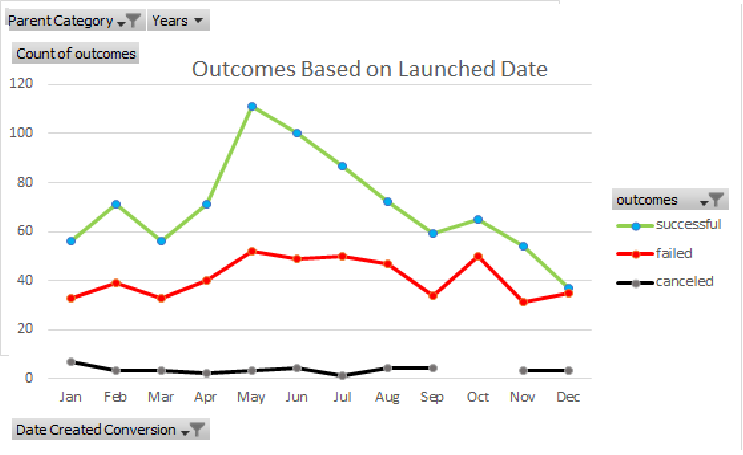 Parent Category Years
Count of outcomes
Outcomes Based on Launched Date
120
100
80
60
40
20
0
Jan Feb Mar Apr May Jun Jul Aug Sep Oct Nov Dec
outcomes
successful
failed
cancelled
Date Created Conversion